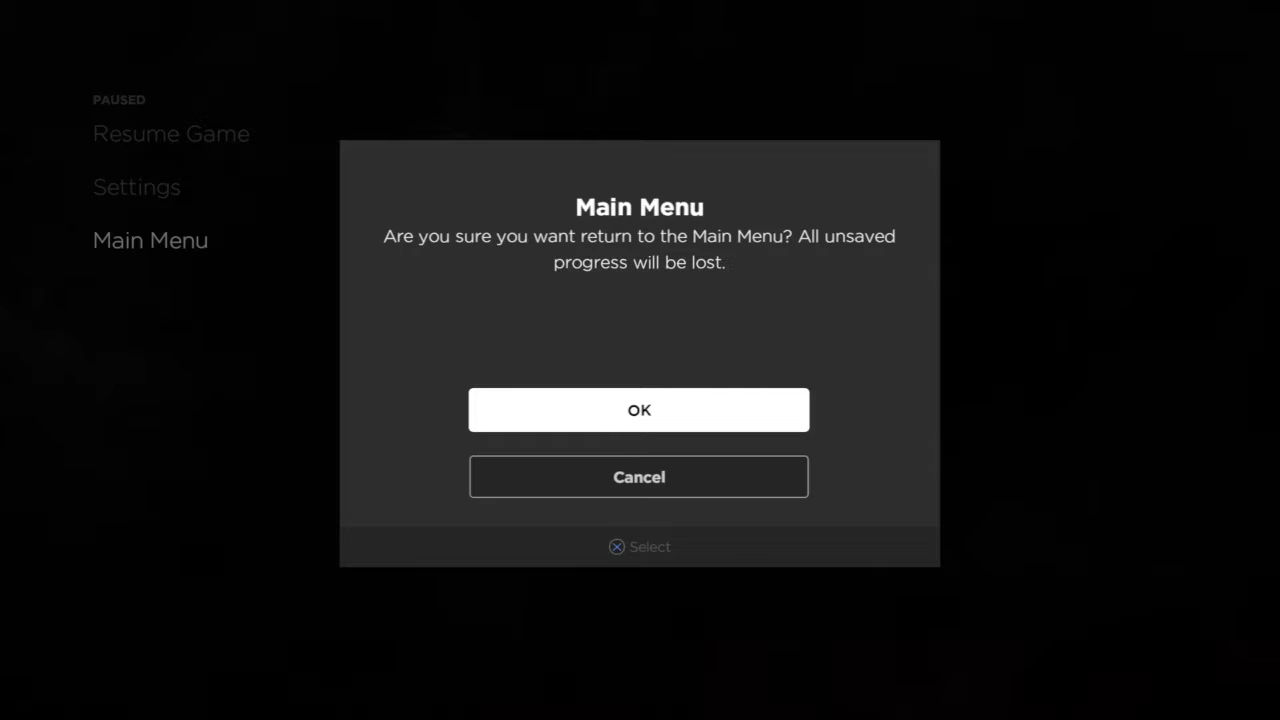 PAUSED
Resume Game
Settings
Main Menu
Main Menu
Are you sure you want return to the Main Menu? All unsaved
progress will be lost.
OK
Cancel
Select